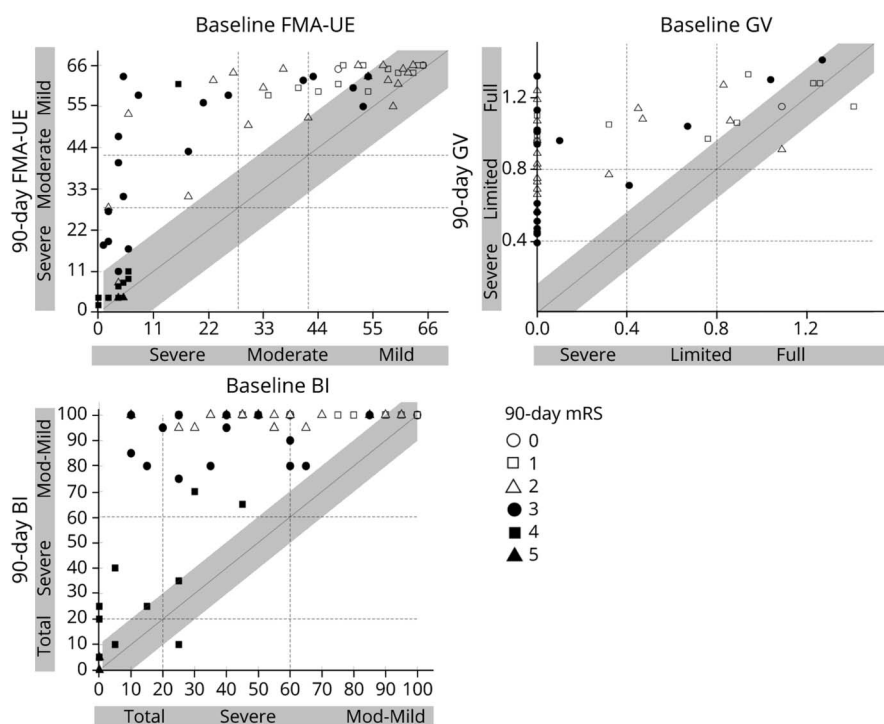 Baseline FMA-UE
90-day FMA-UE
Severe Moderate Mild
66
55
44
33
22
11
0
0 11 22 33 44 55 66
Severe Moderate Mild
Baseline GV
90-day GV
Severe Limited Full
1.2
0.8
0.4
0.0 0.4 0.8 1.2
Severe Limited Full
Baseline BI
90-day BI
Total Severe Mod-Mild
100
90
80
70
60
50
40
30
20
10
0
0 10 20 30 40 50 60 70 80 90 100
Total Severe Mod-Mild
90-day mRS
0
1
2
3
4
5